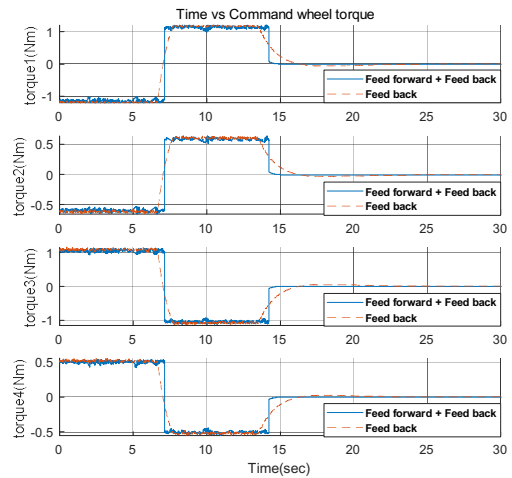 Time vs Command wheel torque
torque1(Nm)
1
0
-1
0 5 10 15 20 25 30
Feed forward + Feed back
Feed back
torque2(Nm)
0.5
0
-0.5
0 5 10 15 20 25 30
Feed forward + Feed back
Feed back
torque3(Nm)
1
0
-1
0 5 10 15 20 25 30
Feed forward + Feed back
Feed back
torque4(Nm)
0.5
0
-0.5
0 5 10 15 20 25 30
Feed forward + Feed back
Feed back
Time(sec)